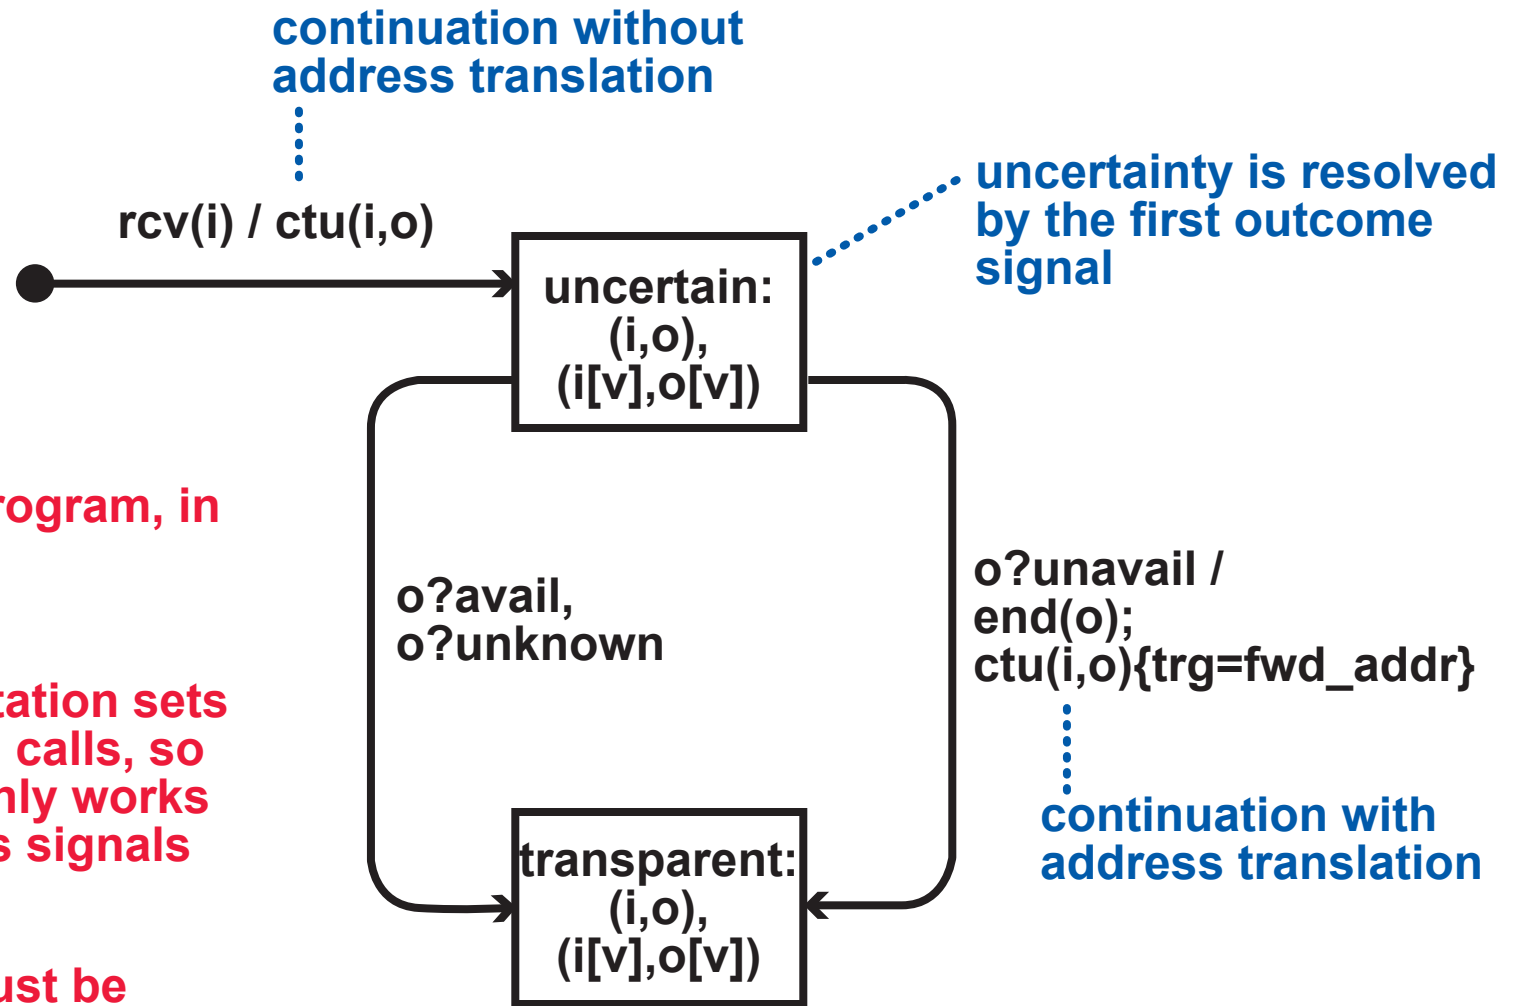 continuation without
address translation
rcv(i) / ctu(i,o)
uncertainty is resolved
by the first outcome
signal
uncertain:
(i,o),
(i[v],o[v])
rogram, in
o?avail,
o?unknown
o?unavail /
end(o);
ctu(i,o){trg=fwd_addr}
tation sets
calls, so
nly works
s signals
continuation with
address translation
transparent:
(i,o),
(i[v],o[v])
ust be